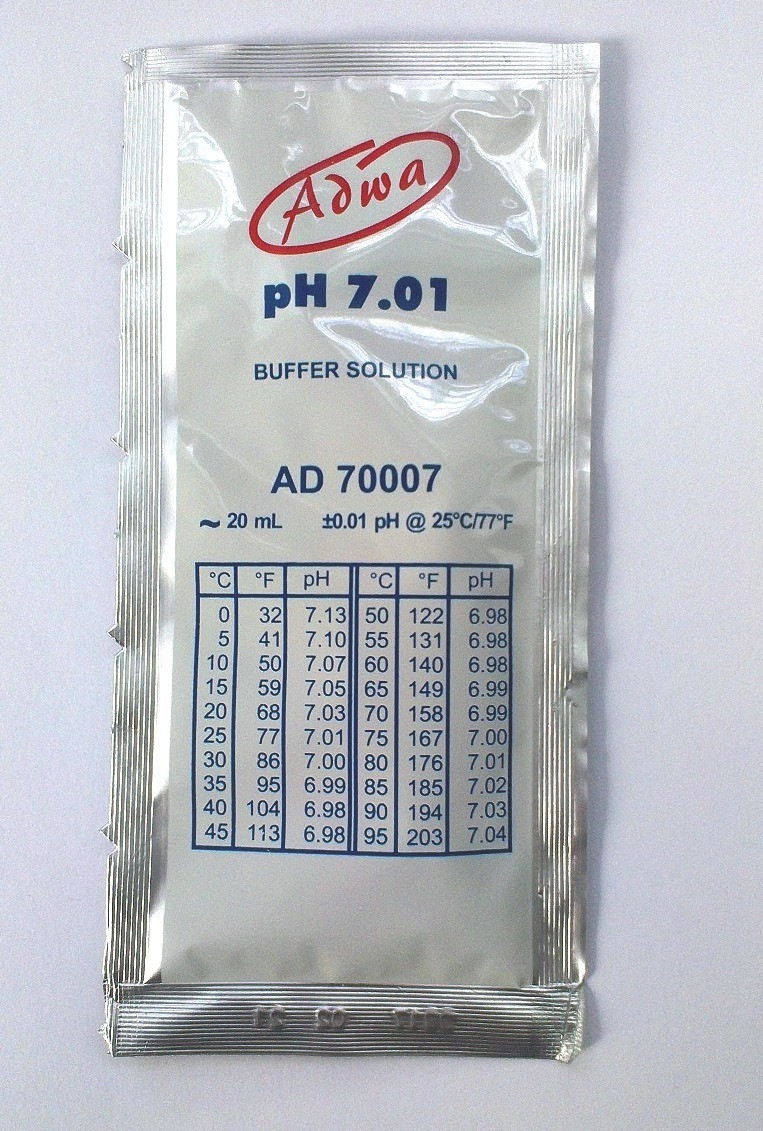 Adwa
pH 7.01
BUFFER SOLUTION
AD 70007
~ 20 mL ±0.01 pH @ 25°C/77°F
°C °F pH °C °F pH
0 32 7.13 50 122 6.98
5 41 7.10 55 131 6.98
10 50 7.07 60 140 6.98
15 59 7.05 65 149 6.99
20 68 7.03 70 158 6.99
25 77 7.01 75 167 7.00
30 86 7.00 80 176 7.01
35 95 6.99 85 185 7.02
40 104 6.98 90 194 7.03
45 113 6.98 95 203 7.04